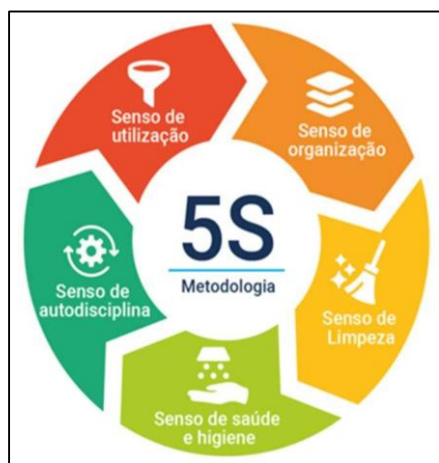 Senso de
utilização
Senso de
organização
5S
Metodologia
Senso de
Limpeza
Senso de
autodisciplina
Senso de saúde
e higiene